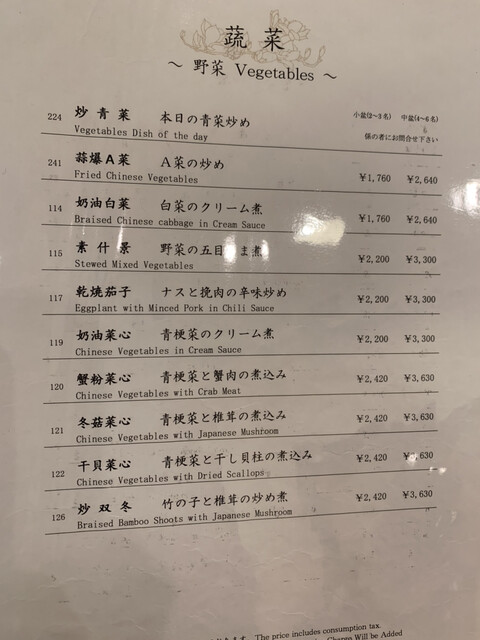 蔬菜
～ 野菜 Vegetables ～
小盆(2～3名) 中盆(4～6名)
224 炒青菜 本日の青菜炒め 係の者にお問合せ下さい
Vegetables Dish of the day
241 蒜爆A菜 A菜の炒め ¥1,760 ¥2,640
Fried Chinese Vegetables
114 奶油白菜 白菜のクリーム煮 ¥1,760 ¥2,640
Braised Chinese cabbage in Cream Sauce
115 素什景 野菜の五目 ま煮 ¥2,200 ¥3,300
Stewed Mixed Vegetables
117 乾焼茄子 ナスと挽肉の辛味炒め ¥2,200 ¥3,300
Eggplant with Minced Pork in Chili Sauce
119 奶油菜心 青梗菜のクリーム煮 ¥2,200 ¥3,300
Chinese Vegetables in Cream Sauce
120 蟹粉菜心 青梗菜と蟹肉の煮込み ¥2,420 ¥3,630
Chinese Vegetables with Crab Meat
121 冬菇菜心 青梗菜と椎茸の煮込み ¥2,420 ¥3,630
Chinese Vegetables with Japanese Mushroom
122 干貝菜心 青梗菜と干し貝柱の煮込み ¥2,420 ¥3,630
Chinese Vegetables with Dried Scallops
126 炒双冬 竹の子と椎茸の炒め煮 ¥2,420 ¥3,630
Braised Bamboo Shoots with Japanese Mushroom
The price includes consumption tax.
Charge Will be Added